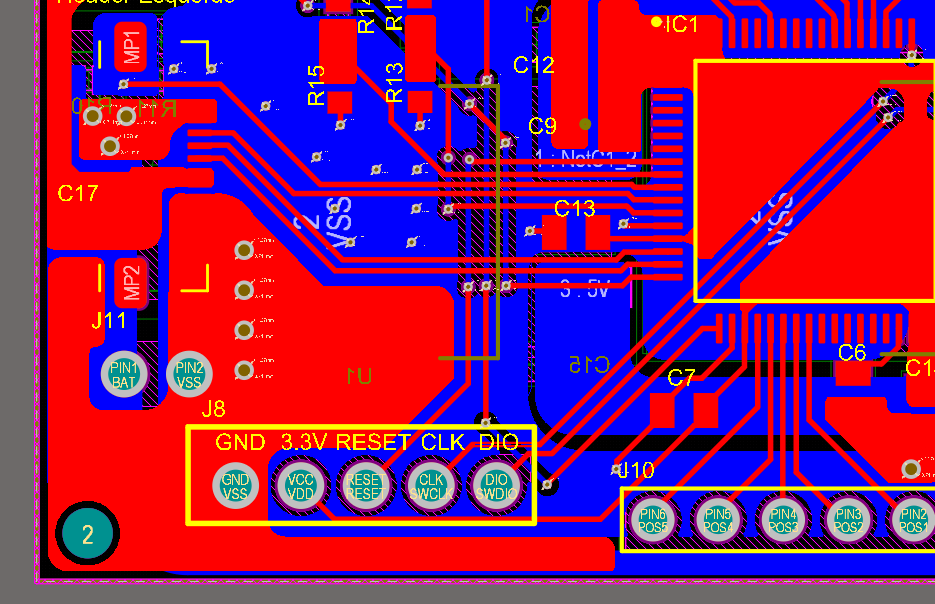 Header Esquerdo
R14
C1
IC1
MP1
R15
R13
C12
R10
R11
C9
1 : NetC1_2
C17
2
VSS
C13
2
VSS
MP2
3.5V
J11
C6
PIN1
BAT
PIN2
VSS
U1
C15
C7
J8
GND 3.3V RESET CLK DIO
J10
GND
VSS
VCC
VDD
RESET
RESET
CLK
SWCLK
DIO
SWDIO
PIN6
POS5
PIN5
POS4
PIN4
POS3
PIN3
POS2
PIN2
POS1
2